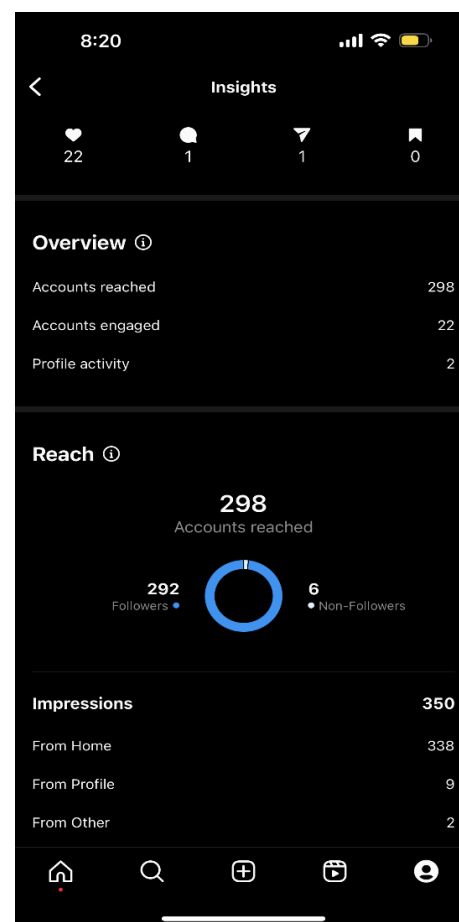 8:20
Insights
22 1 1 0
Overview
Accounts reached 298
Accounts engaged 22
Profile activity 2
Reach
298
Accounts reached
292 6
Followers Non-Followers
Impressions 350
From Home 338
From Profile 9
From Other 2